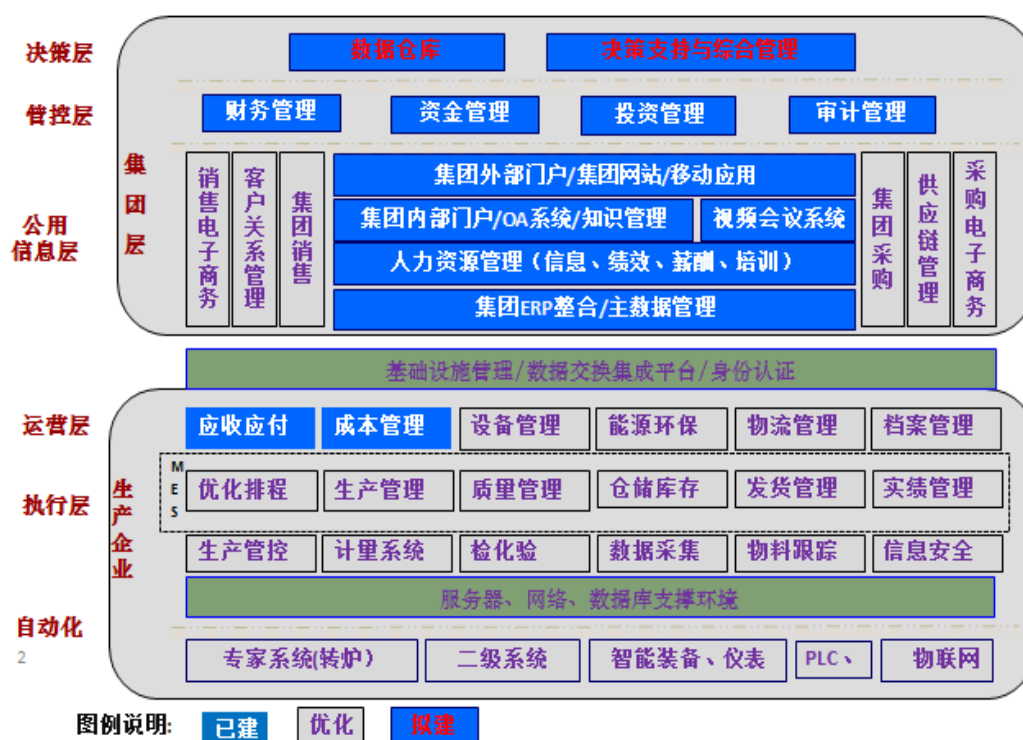 决策层
数据仓库 决策支持与综合管理
管控层
财务管理 资金管理 投资管理 审计管理
集团层
公用
信息层
销售电子商务
客户关系管理
集团销售
集团外部门户/集团网站/移动应用
集团内部门户/OA系统/知识管理 视频会议系统
人力资源管理（信息、绩效、薪酬、培训）
集团ERP整合/主数据管理
集团采购
供应链管理
采购电子商务
基础设施管理/数据交换集成平台/身份认证
运营层
应收应付 成本管理 设备管理 能源环保 物流管理 档案管理
生产企业
执行层
MES
优化排程 生产管理 质量管理 仓储库存 发货管理 实绩管理
生产管控 计量系统 检化验 数据采集 物料跟踪 信息安全
服务器、网络、数据库支撑环境
自动化
2
专家系统(转炉） 二级系统 智能装备、仪表 PLC、 物联网
图例说明: 已建 优化 拟建